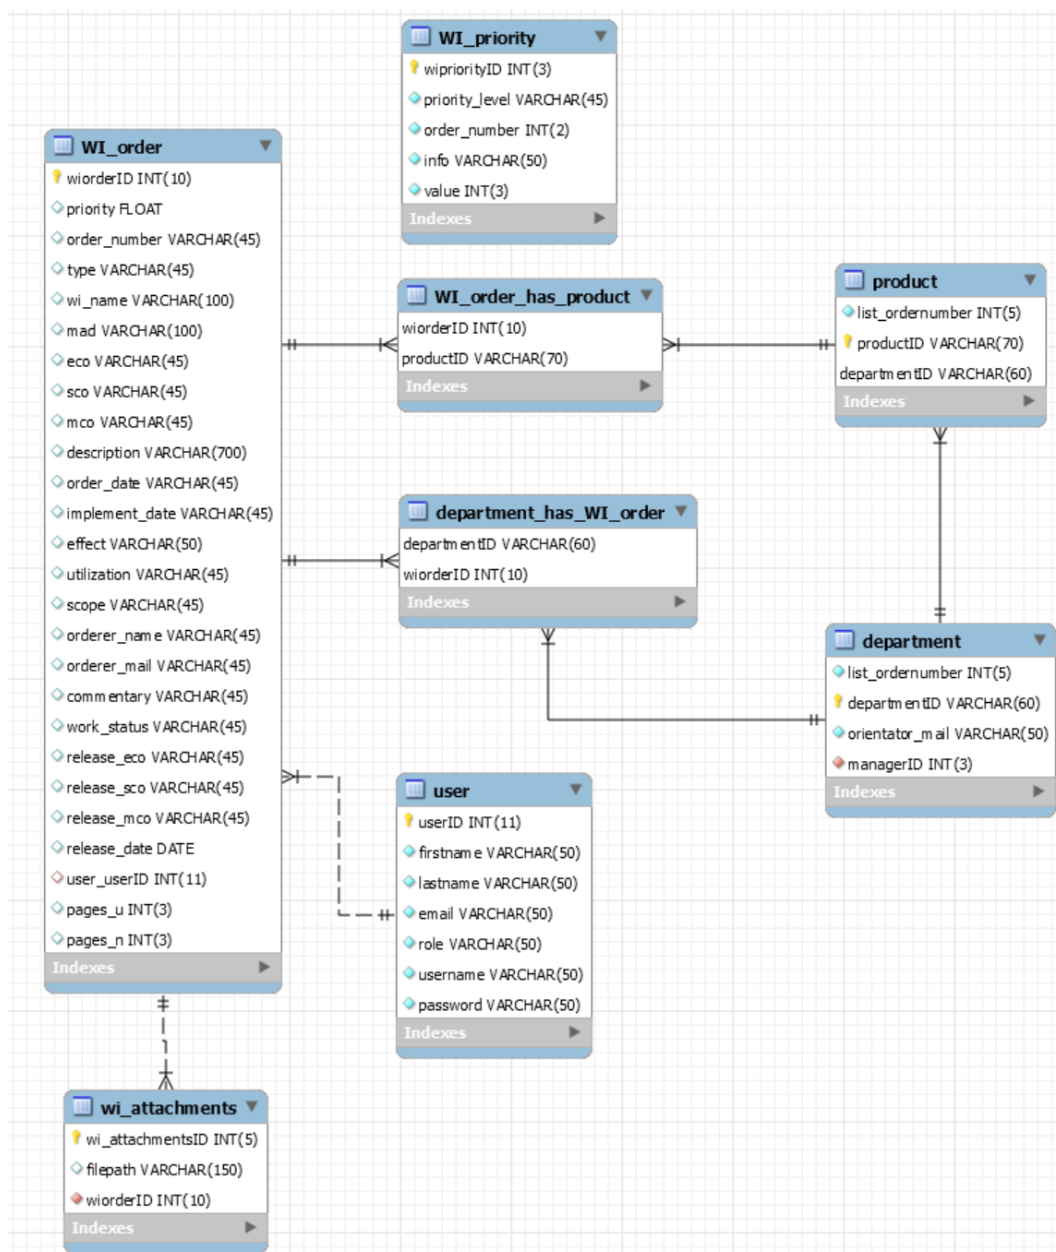 WI_priority
wipriorityID INT(3)
priority_level VARCHAR(45)
order_number INT(2)
info VARCHAR(50)
value INT(3)
Indexes
WI_order
wiorderID INT(10)
priority FLOAT
order_number VARCHAR(45)
type VARCHAR(45)
wi_name VARCHAR(100)
mad VARCHAR(100)
eco VARCHAR(45)
sco VARCHAR(45)
mco VARCHAR(45)
description VARCHAR(700)
order_date VARCHAR(45)
implement_date VARCHAR(45)
effect VARCHAR(50)
utilization VARCHAR(45)
scope VARCHAR(45)
orderer_name VARCHAR(45)
orderer_mail VARCHAR(45)
commentary VARCHAR(45)
work_status VARCHAR(45)
release_eco VARCHAR(45)
release_sco VARCHAR(45)
release_mco VARCHAR(45)
release_date DATE
user_userID INT(11)
pages_u INT(3)
pages_n INT(3)
Indexes
WI_order_has_product
wiorderID INT(10)
productID VARCHAR(70)
Indexes
product
list_ordernumber INT(5)
productID VARCHAR(70)
departmentID VARCHAR(60)
Indexes
department_has_WI_order
departmentID VARCHAR(60)
wiorderID INT(10)
Indexes
department
list_ordernumber INT(5)
departmentID VARCHAR(60)
orientator_mail VARCHAR(50)
managerID INT(3)
Indexes
user
userID INT(11)
firstname VARCHAR(50)
lastname VARCHAR(50)
email VARCHAR(50)
role VARCHAR(50)
username VARCHAR(50)
password VARCHAR(50)
Indexes
wi_attachments
wi_attachmentsID INT(5)
filepath VARCHAR(150)
wiorderID INT(10)
Indexes